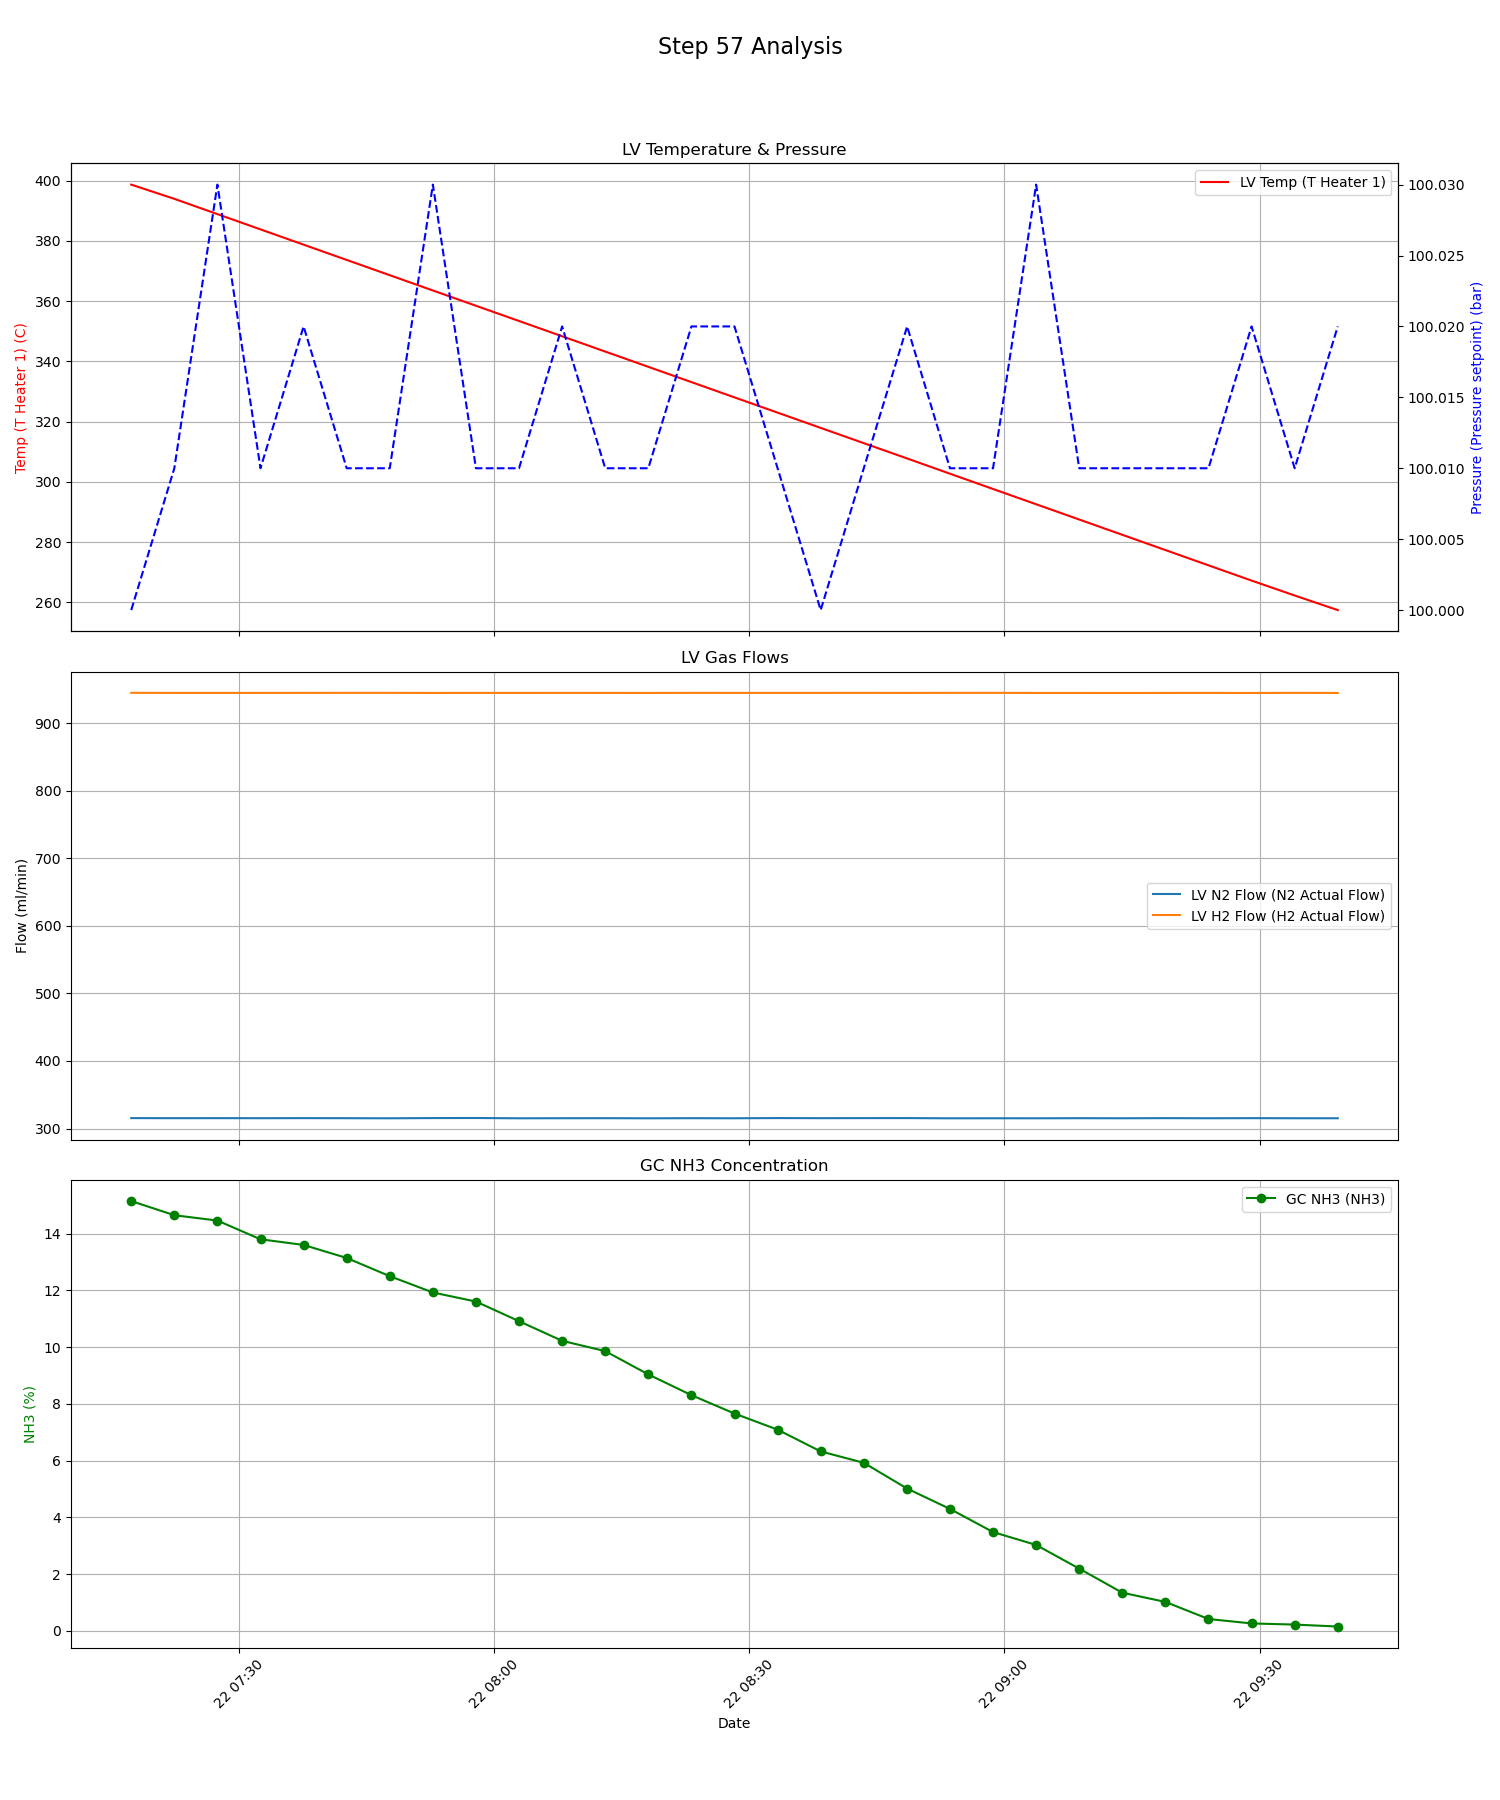 Step 57 Analysis
LV Temperature & Pressure
400
380
360
340
320
300
280
260
Temp (T Heater 1) (C)
LV Temp (T Heater 1)
100.030
100.025
100.020
100.015
100.010
100.005
100.000
Pressure (Pressure setpoint) (bar)
LV Gas Flows
900
800
700
600
500
400
300
Flow (ml/min)
LV N2 Flow (N2 Actual Flow)
LV H2 Flow (H2 Actual Flow)
GC NH3 Concentration
14
12
10
8
6
4
2
0
NH3 (%)
GC NH3 (NH3)
22 07:30
22 08:00
22 08:30
22 09:00
22 09:30
Date